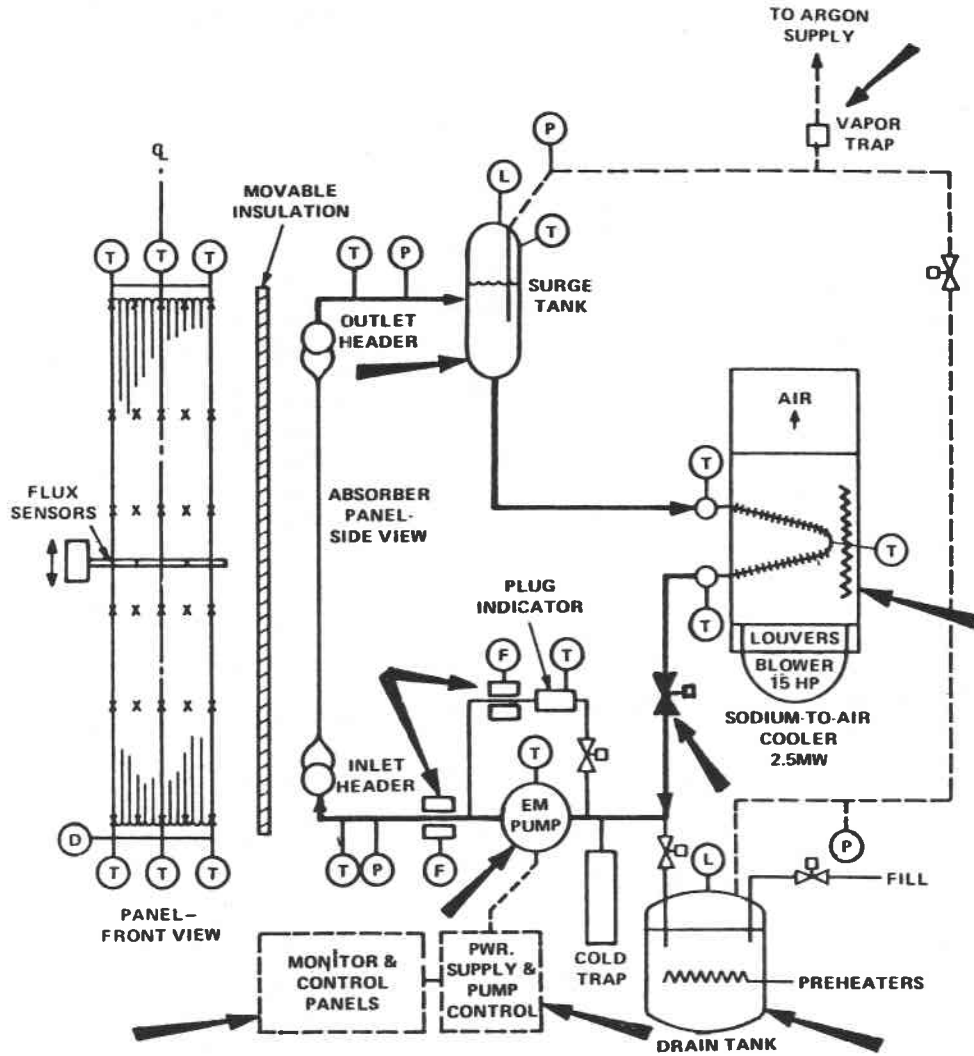 TO ARGON
SUPPLY
VAPOR
TRAP
P
L
T
℄
MOVABLE
INSULATION
T
T
T
T
P
SURGE
TANK
OUTLET
HEADER
AIR
T
FLUX
SENSORS
ABSORBER
PANEL-
SIDE VIEW
T
T
PLUG
INDICATOR
F
T
LOUVERS
BLOWER
15 HP
SODIUM-TO-AIR
COOLER
2.5MW
INLET
HEADER
T
EM
PUMP
D
T
T
T
T
P
F
L
P
FILL
PANEL–
FRONT VIEW
MONITOR &
CONTROL
PANELS
PWR.
SUPPLY &
PUMP
CONTROL
COLD
TRAP
PREHEATERS
DRAIN TANK